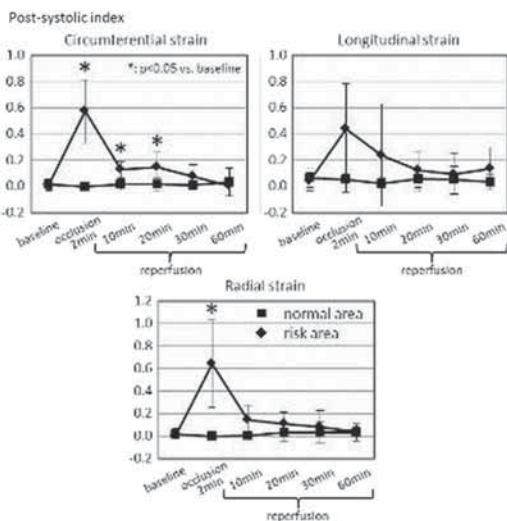 Post-systolic index
Circumferential strain
*: p<0.05 vs. baseline
*
*
*
1.0
0.8
0.6
0.4
0.2
0.0
-0.2
baseline
occlusion 2min
10min
20min
30min
60min
reperfusion
Longitudinal strain
1.0
0.8
0.6
0.4
0.2
0.0
-0.2
baseline
occlusion 2min
10min
20min
30min
60min
reperfusion
Radial strain
1.2
1.0
0.8
0.6
0.4
0.2
0.0
-0.2
*
normal area
risk area
baseline
occlusion 2min
10min
20min
30min
60min
reperfusion